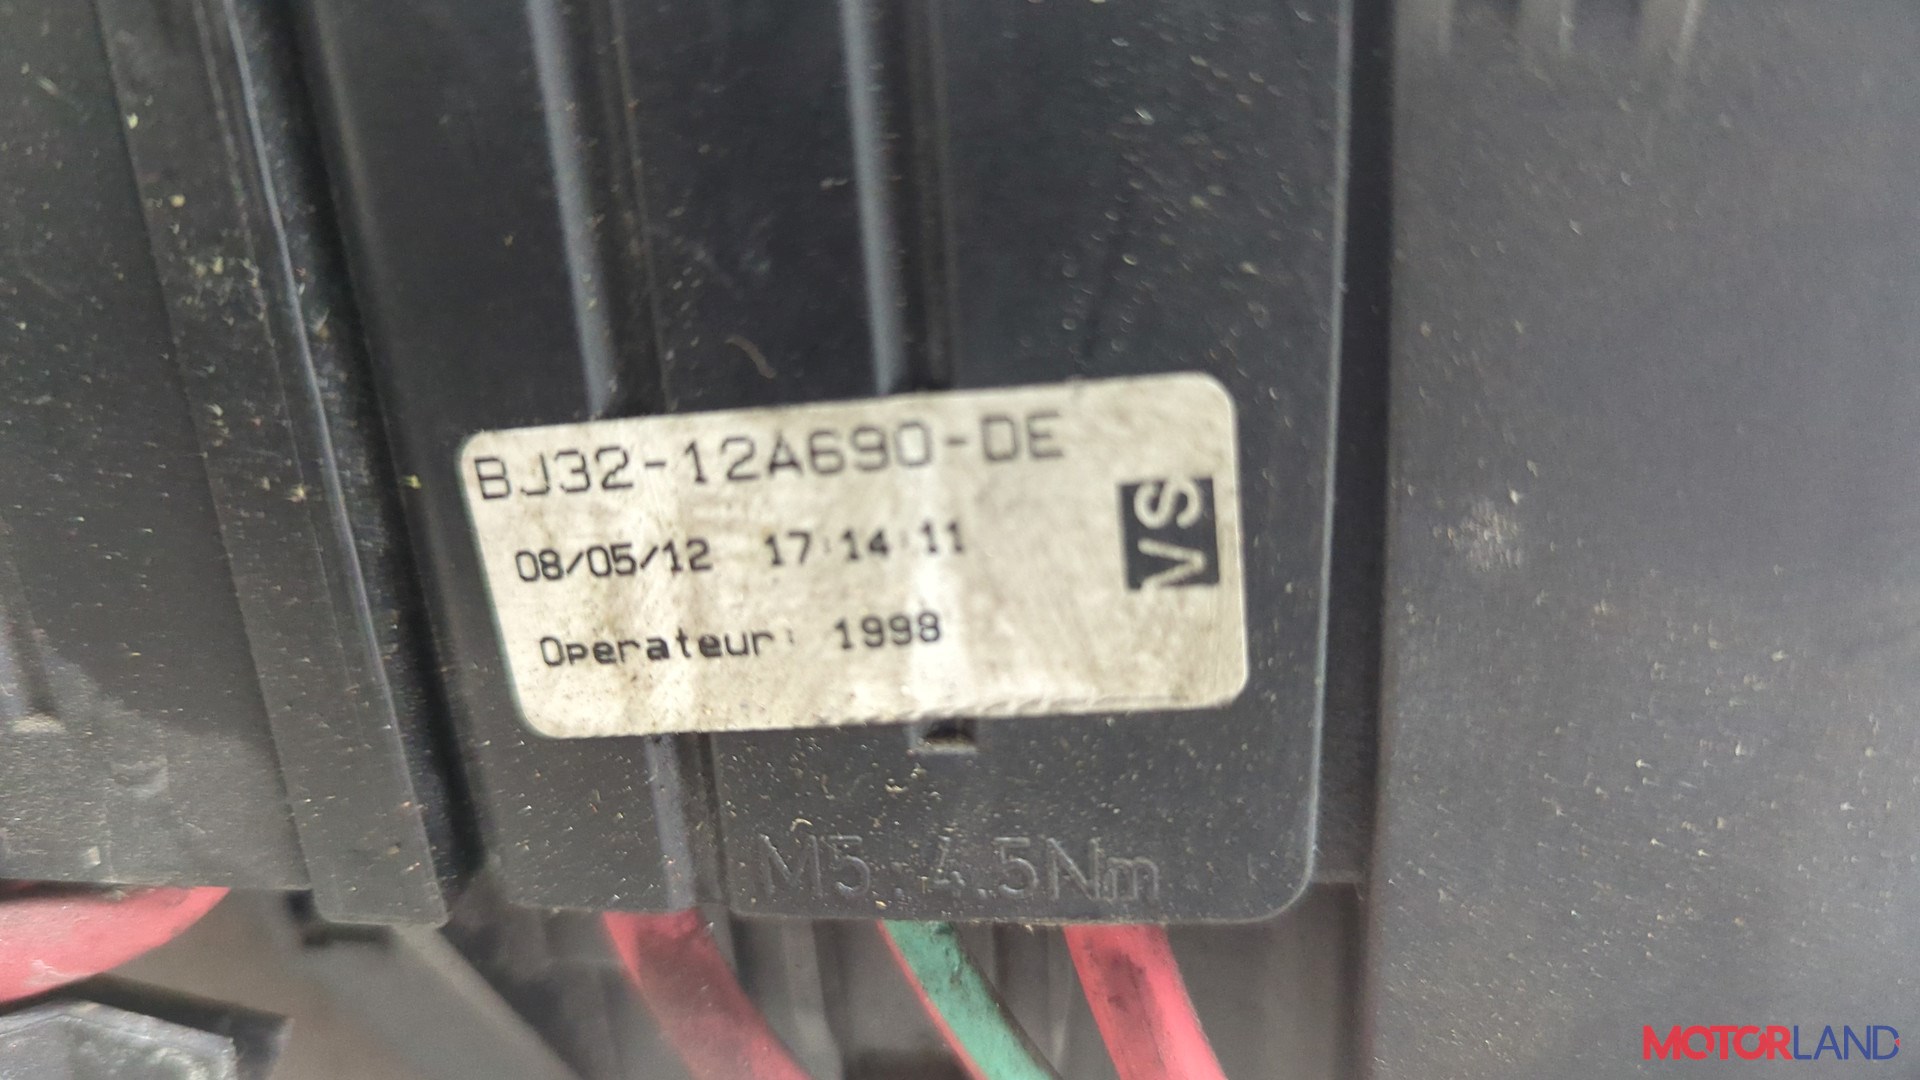 BJ32-12A690-DE
08/05/12 17:14:11
VS
Operateur: 1998
M5 4.5Nm
MOTORLAND